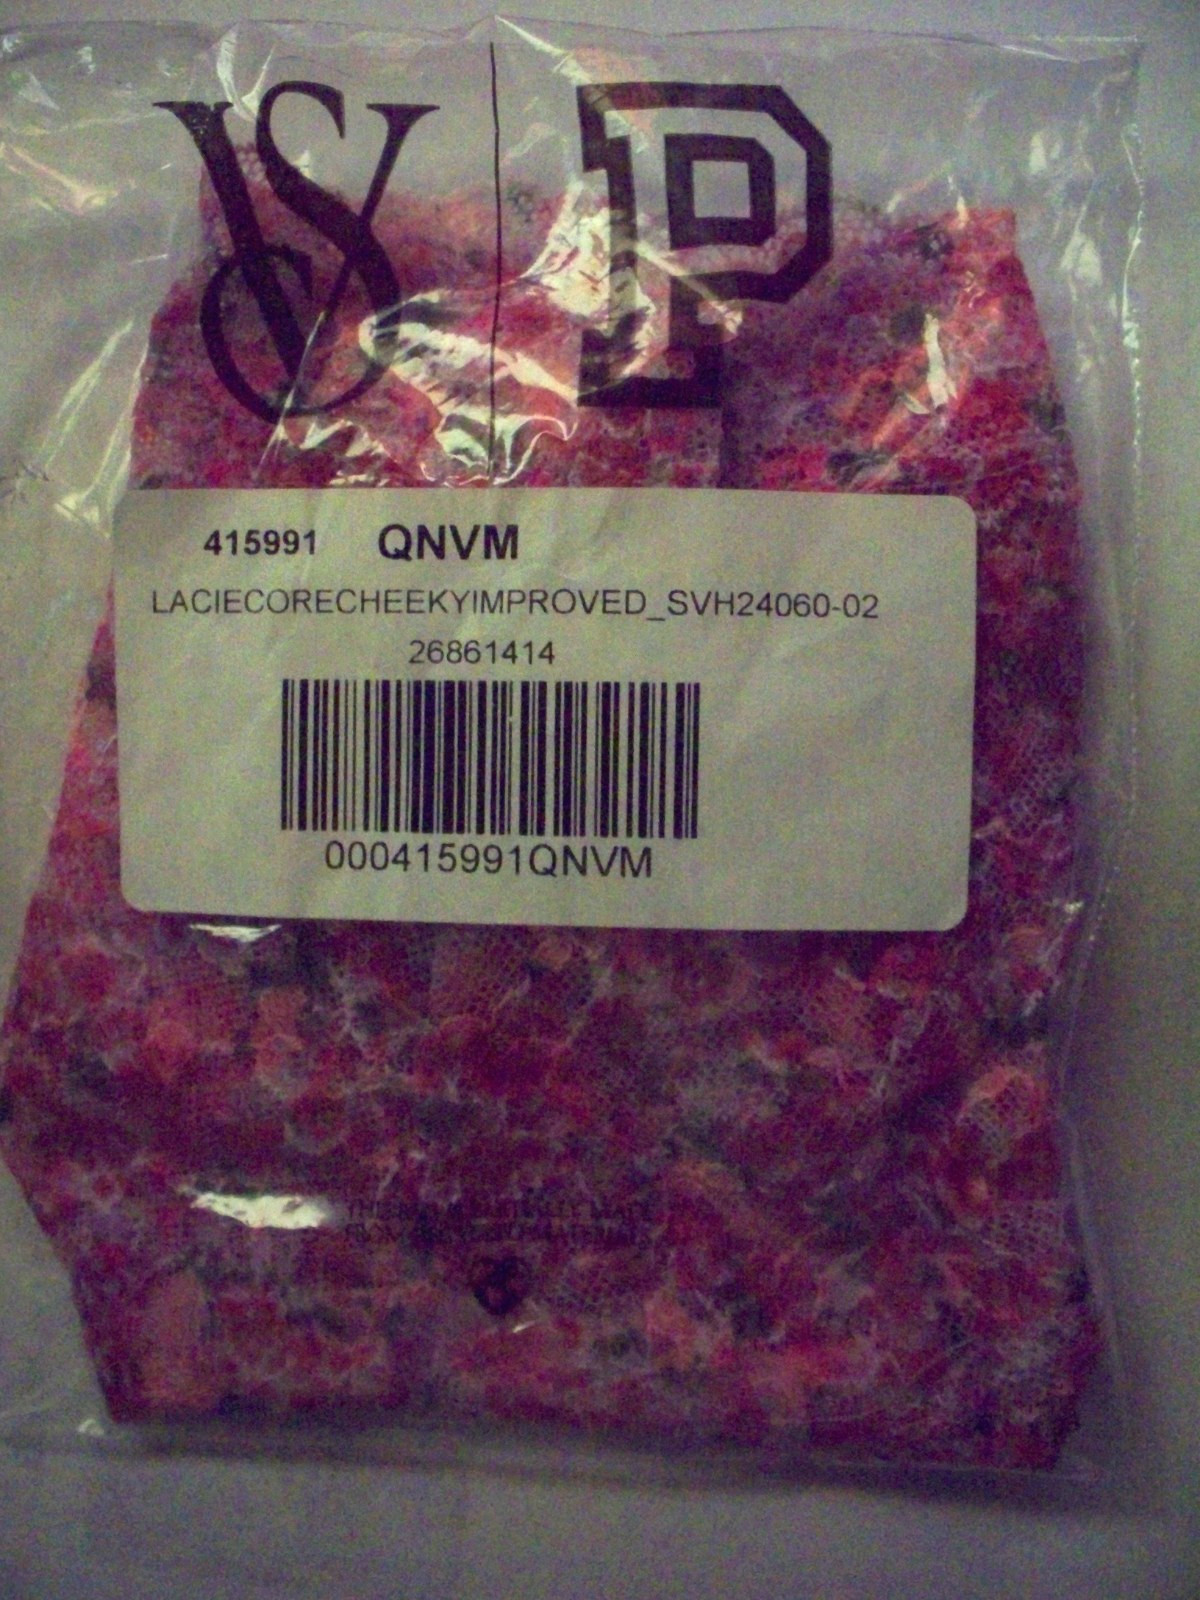 VS
P
415991 QNVM
LACIECORECHEEKYIMPROVED_SVH24060-02
26861414
000415991QNVM